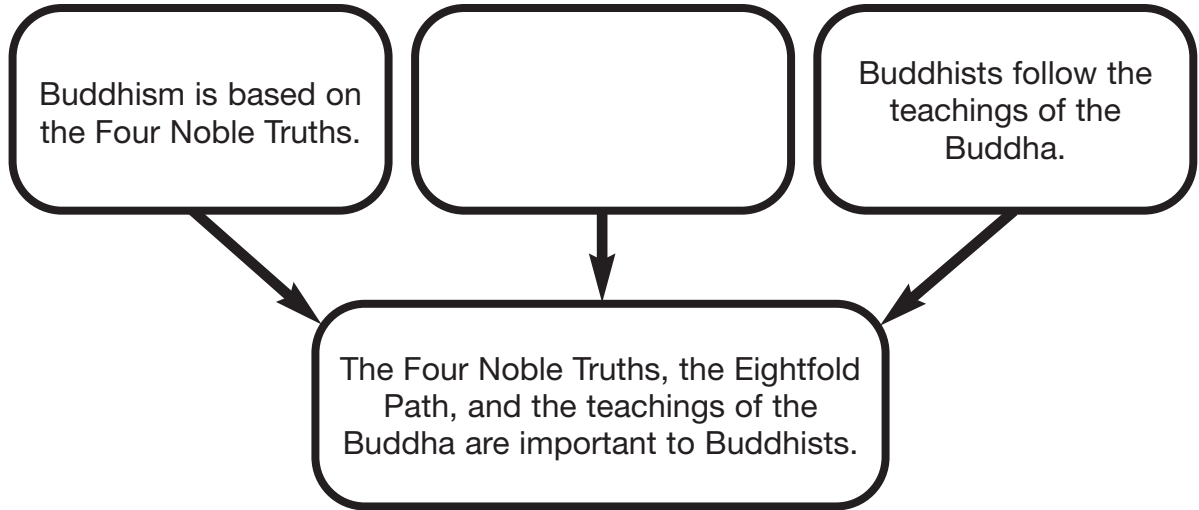 Buddhism is based on
the Four Noble Truths.
Buddhists follow the
teachings of the
Buddha.
The Four Noble Truths, the Eightfold
Path, and the teachings of the
Buddha are important to Buddhists.